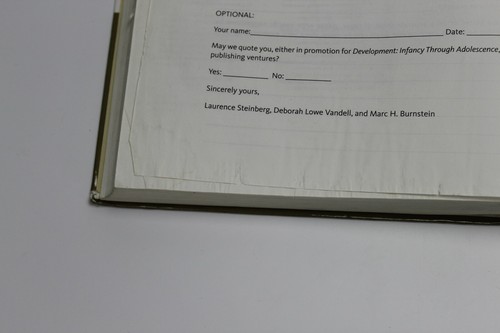 OPTIONAL:
Your name: Date:
May we quote you, either in promotion for Development: Infancy Through Adolescence,
publishing ventures?
Yes: No:
Sincerely yours,
Laurence Steinberg, Deborah Lowe Vandell, and Marc H. Burnstein